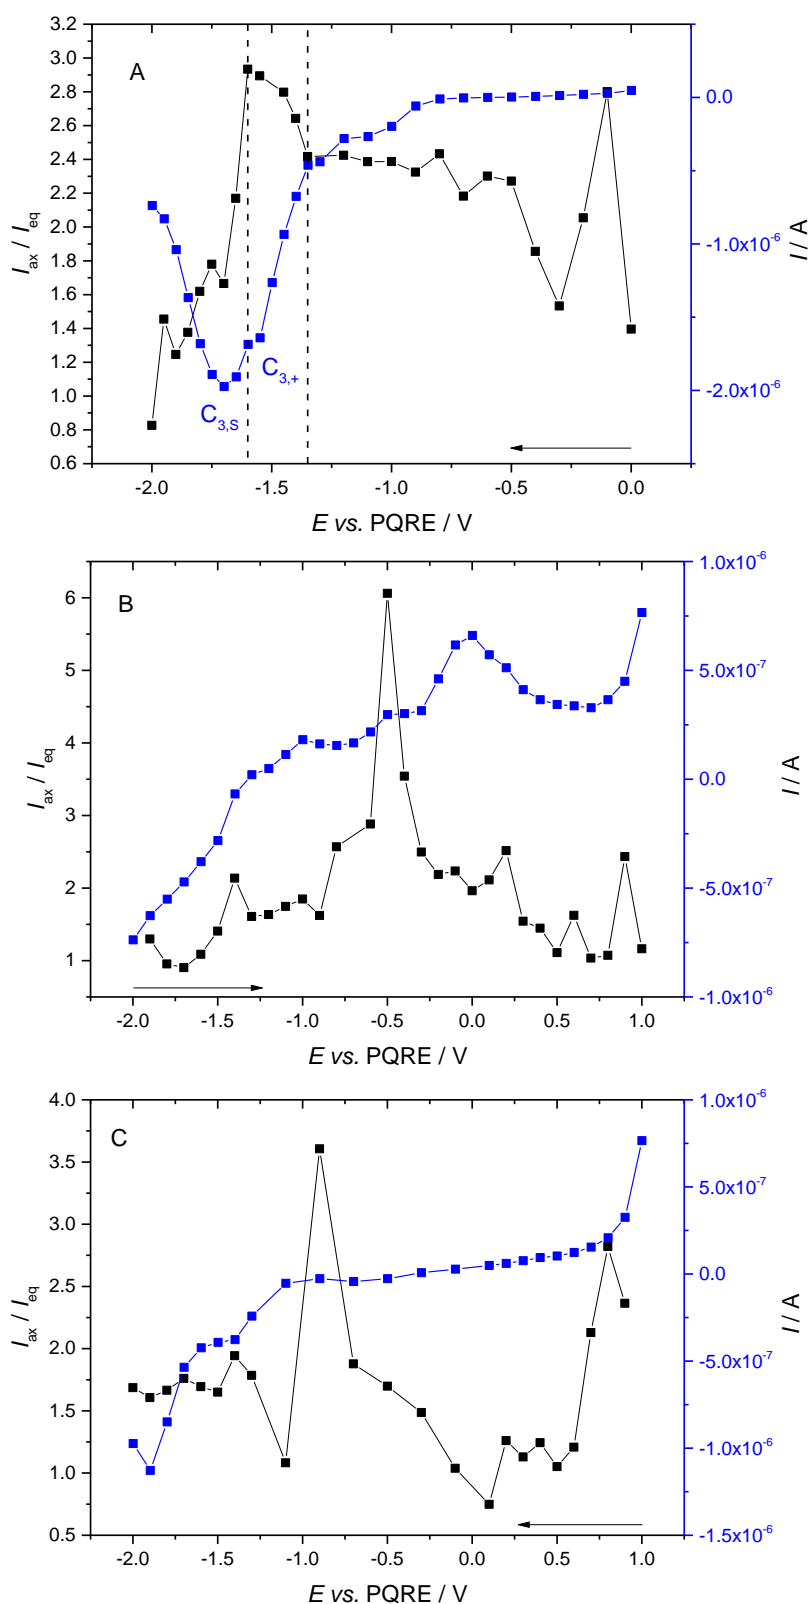 A
3.2
3.0
2.8
2.6
2.4
2.2
2.0
1.8
1.6
1.4
1.2
1.0
0.8
0.6
I_ax / I_eq
0.0
-1.0x10^-6
-2.0x10^-6
I / A
C_3,+
C_3,S
-2.0 -1.5 -1.0 -0.5 0.0
E vs. PQRE / V
B
6
5
4
3
2
1
I_ax / I_eq
1.0x10^-6
5.0x10^-7
0.0
-5.0x10^-7
-1.0x10^-6
I / A
-2.0 -1.5 -1.0 -0.5 0.0 0.5 1.0
E vs. PQRE / V
C
4.0
3.5
3.0
2.5
2.0
1.5
1.0
0.5
I_ax / I_eq
1.0x10^-6
5.0x10^-7
0.0
-5.0x10^-7
-1.0x10^-6
-1.5x10^-6
I / A
-2.0 -1.5 -1.0 -0.5 0.0 0.5 1.0
E vs. PQRE / V